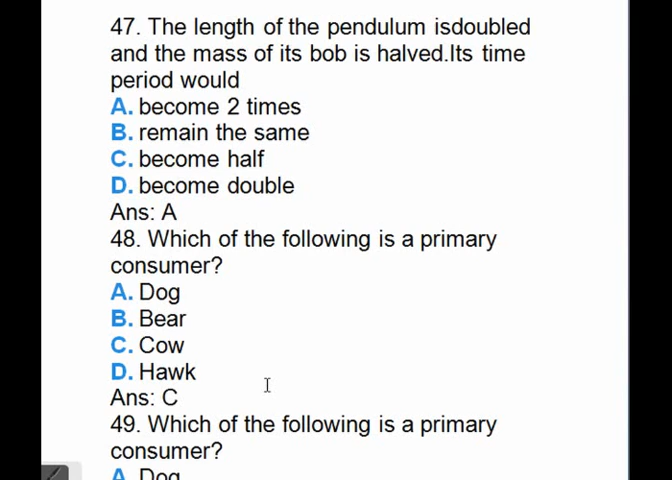 47. The length of the pendulum isdoubled
and the mass of its bob is halved.Its time
period would
A. become 2 times
B. remain the same
C. become half
D. become double
Ans: A
48. Which of the following is a primary
consumer?
A. Dog
B. Bear
C. Cow
D. Hawk
Ans: C
49. Which of the following is a primary
consumer?
A. Dog